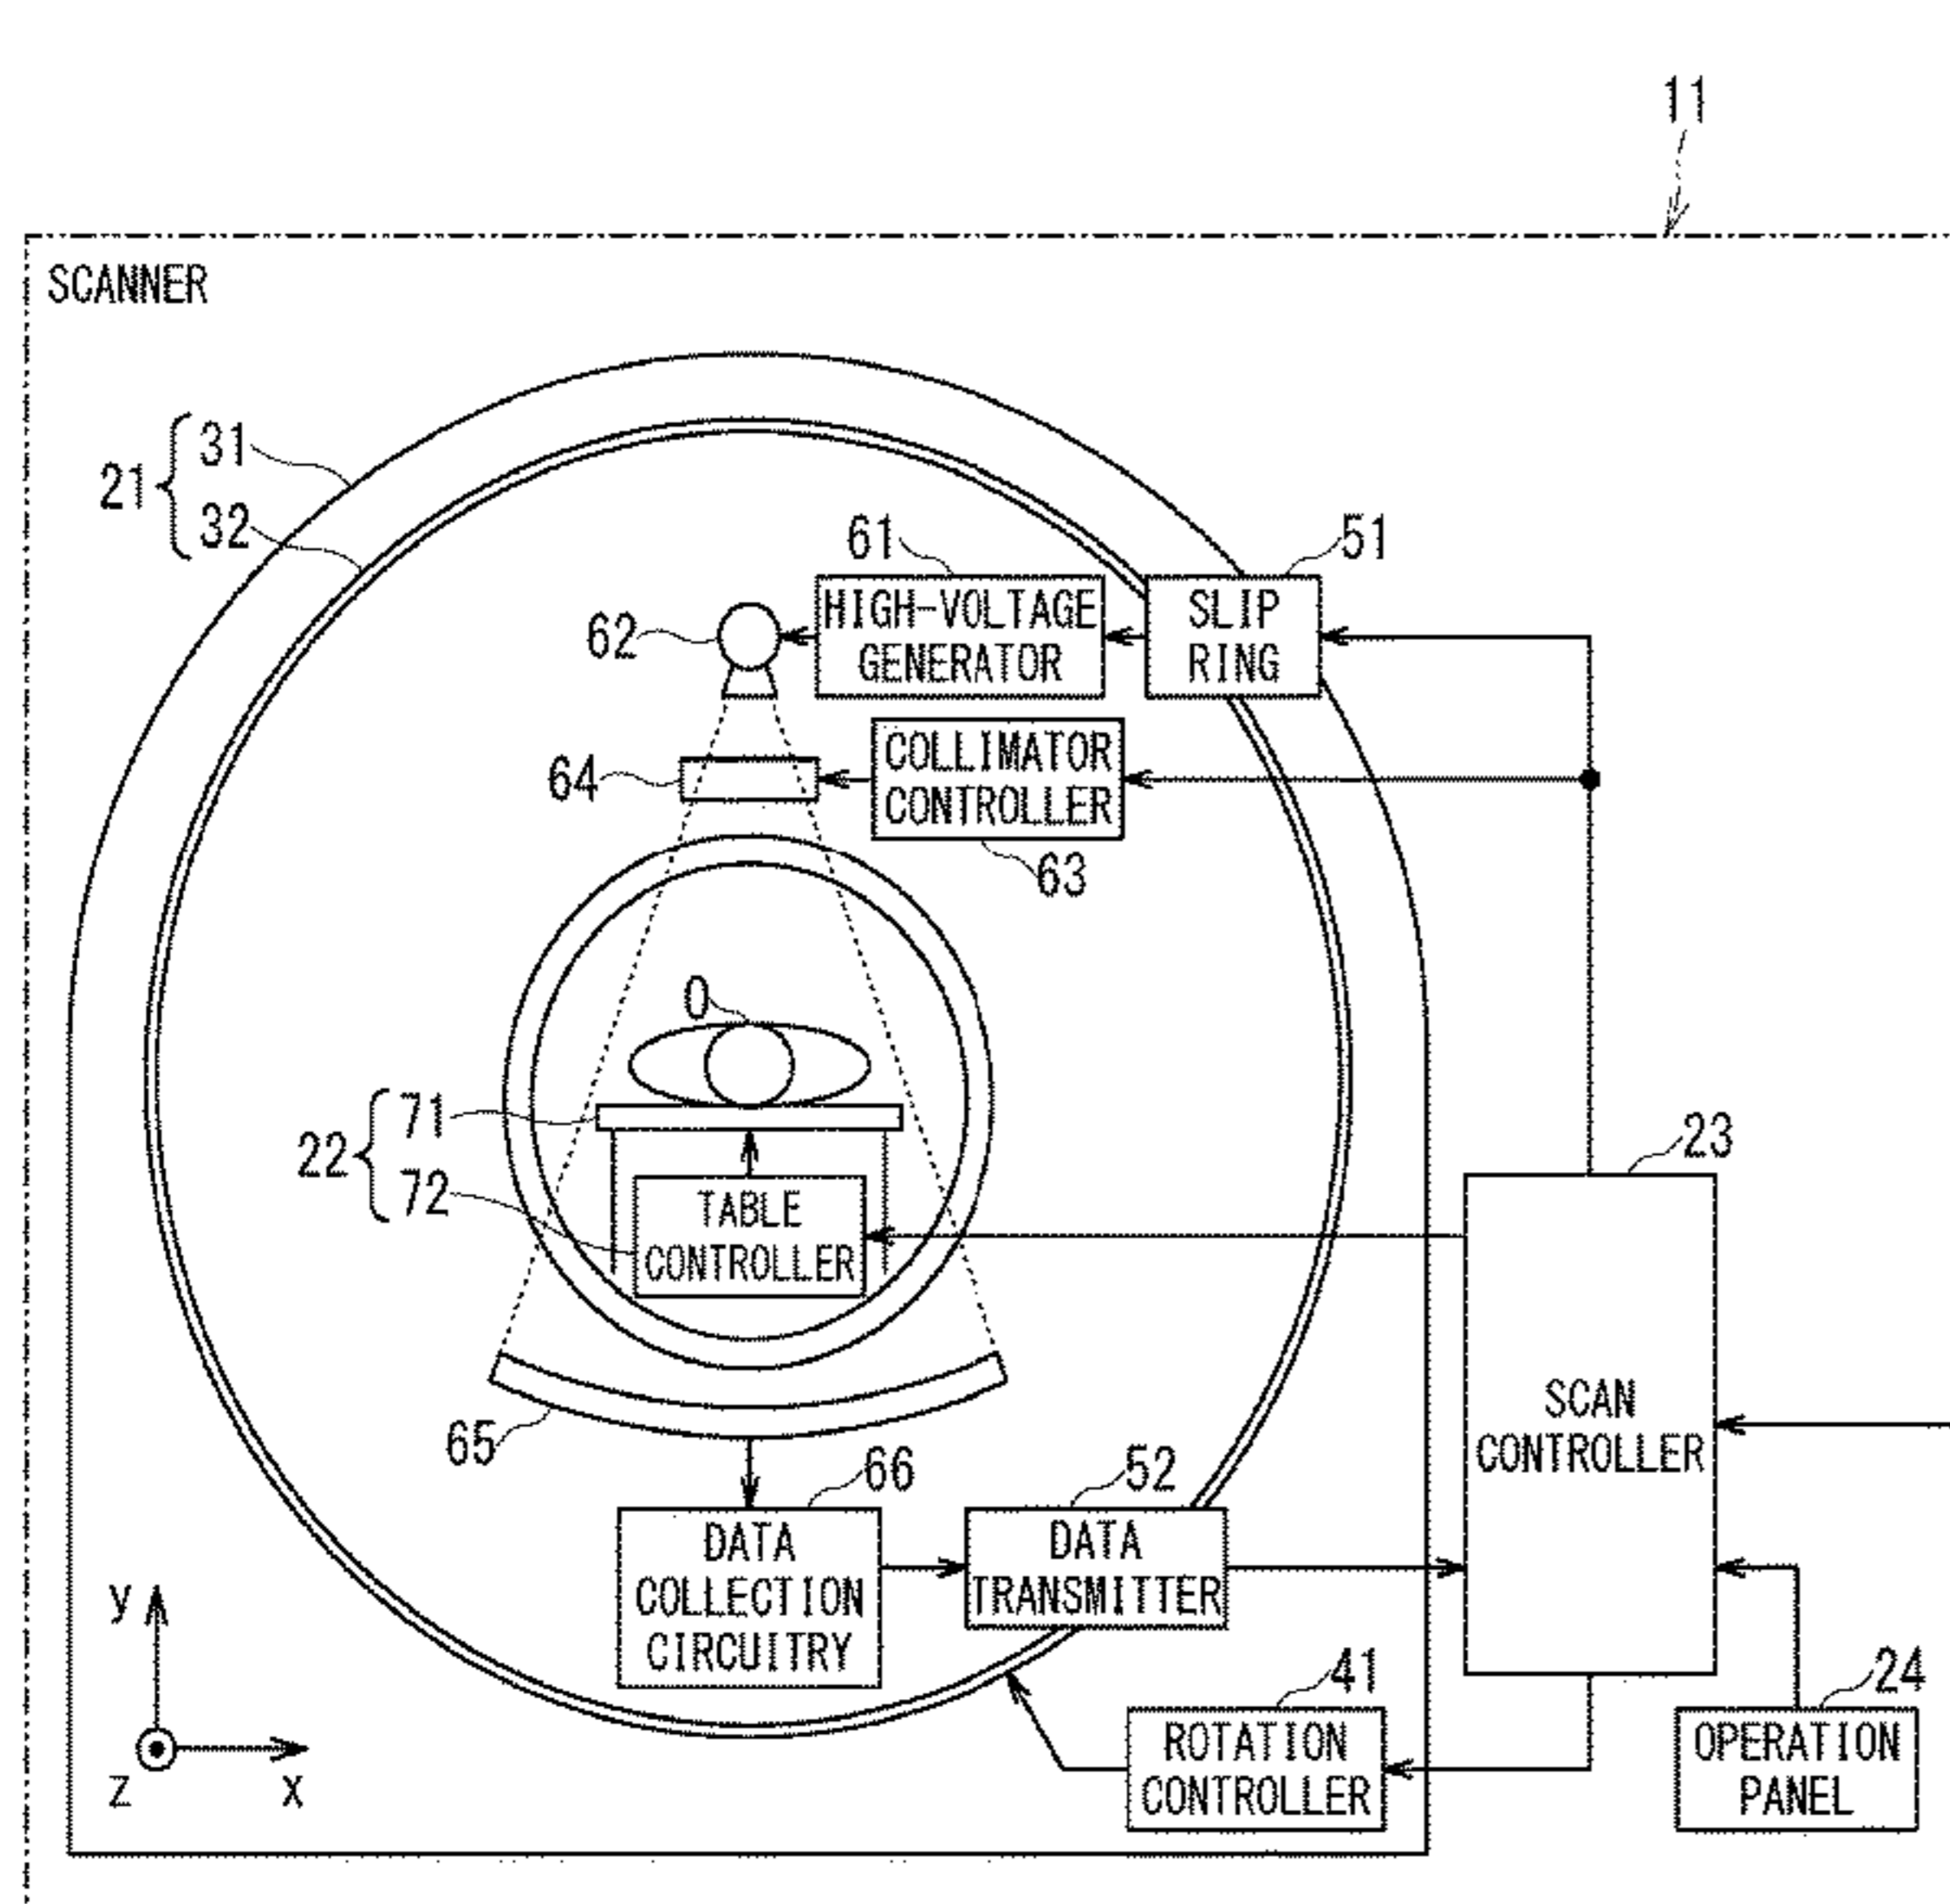 11
SCANNER
21
31
32
61
51
62
HIGH-VOLTAGE
GENERATOR
SLIP
RING
64
COLLIMATOR
CONTROLLER
63
O
22
71
72
TABLE
CONTROLLER
23
SCAN
CONTROLLER
65
66
52
DATA
COLLECTION
CIRCUITRY
DATA
TRANSMITTER
41
24
ROTATION
CONTROLLER
OPERATION
PANEL
y
z
x